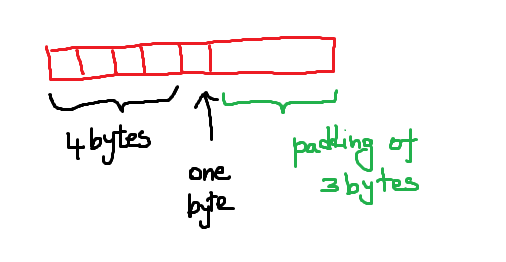 4 bytes
one
byte
padding of
3 bytes